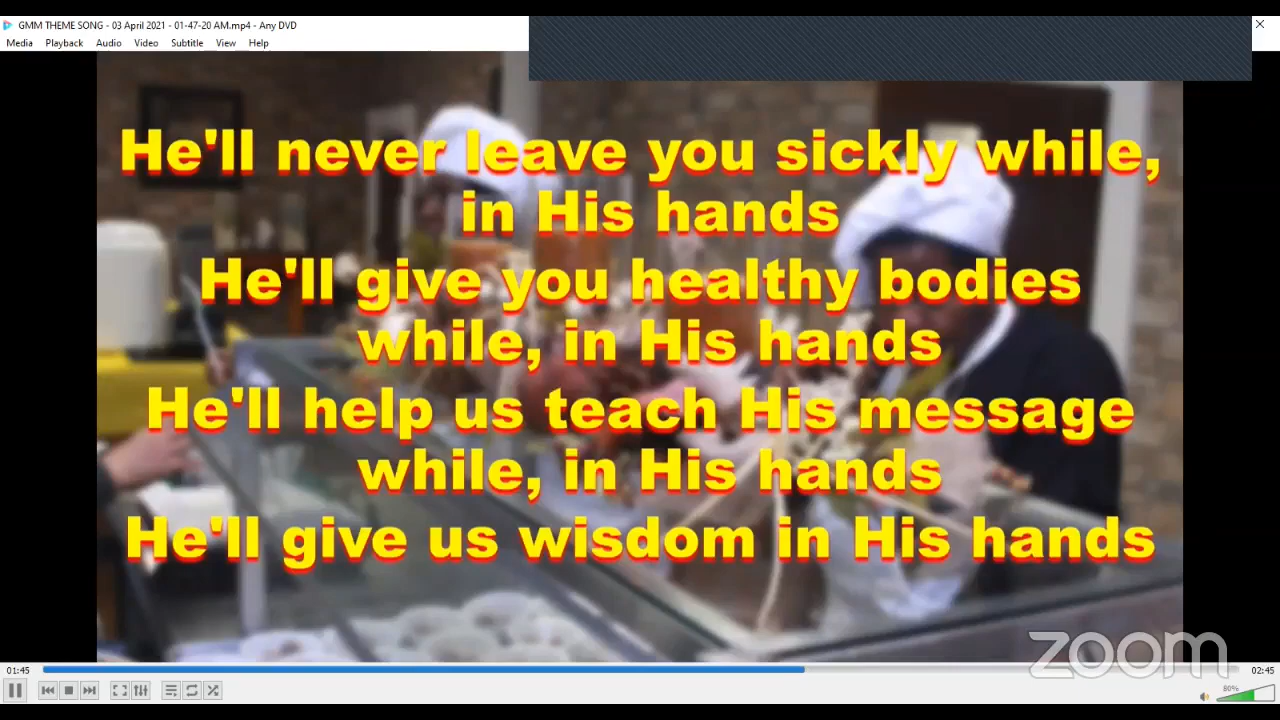 GMM THEME SONG - 03 April 2021 - 01-47-20 AM.mp4 - Any DVD
Media Playback Audio Video Subtitle View Help
He'll never leave you sickly while,
in His hands
He'll give you healthy bodies
while, in His hands
He'll help us teach His message
while, in His hands
He'll give us wisdom in His hands
zoom
01:45 02:45
80%